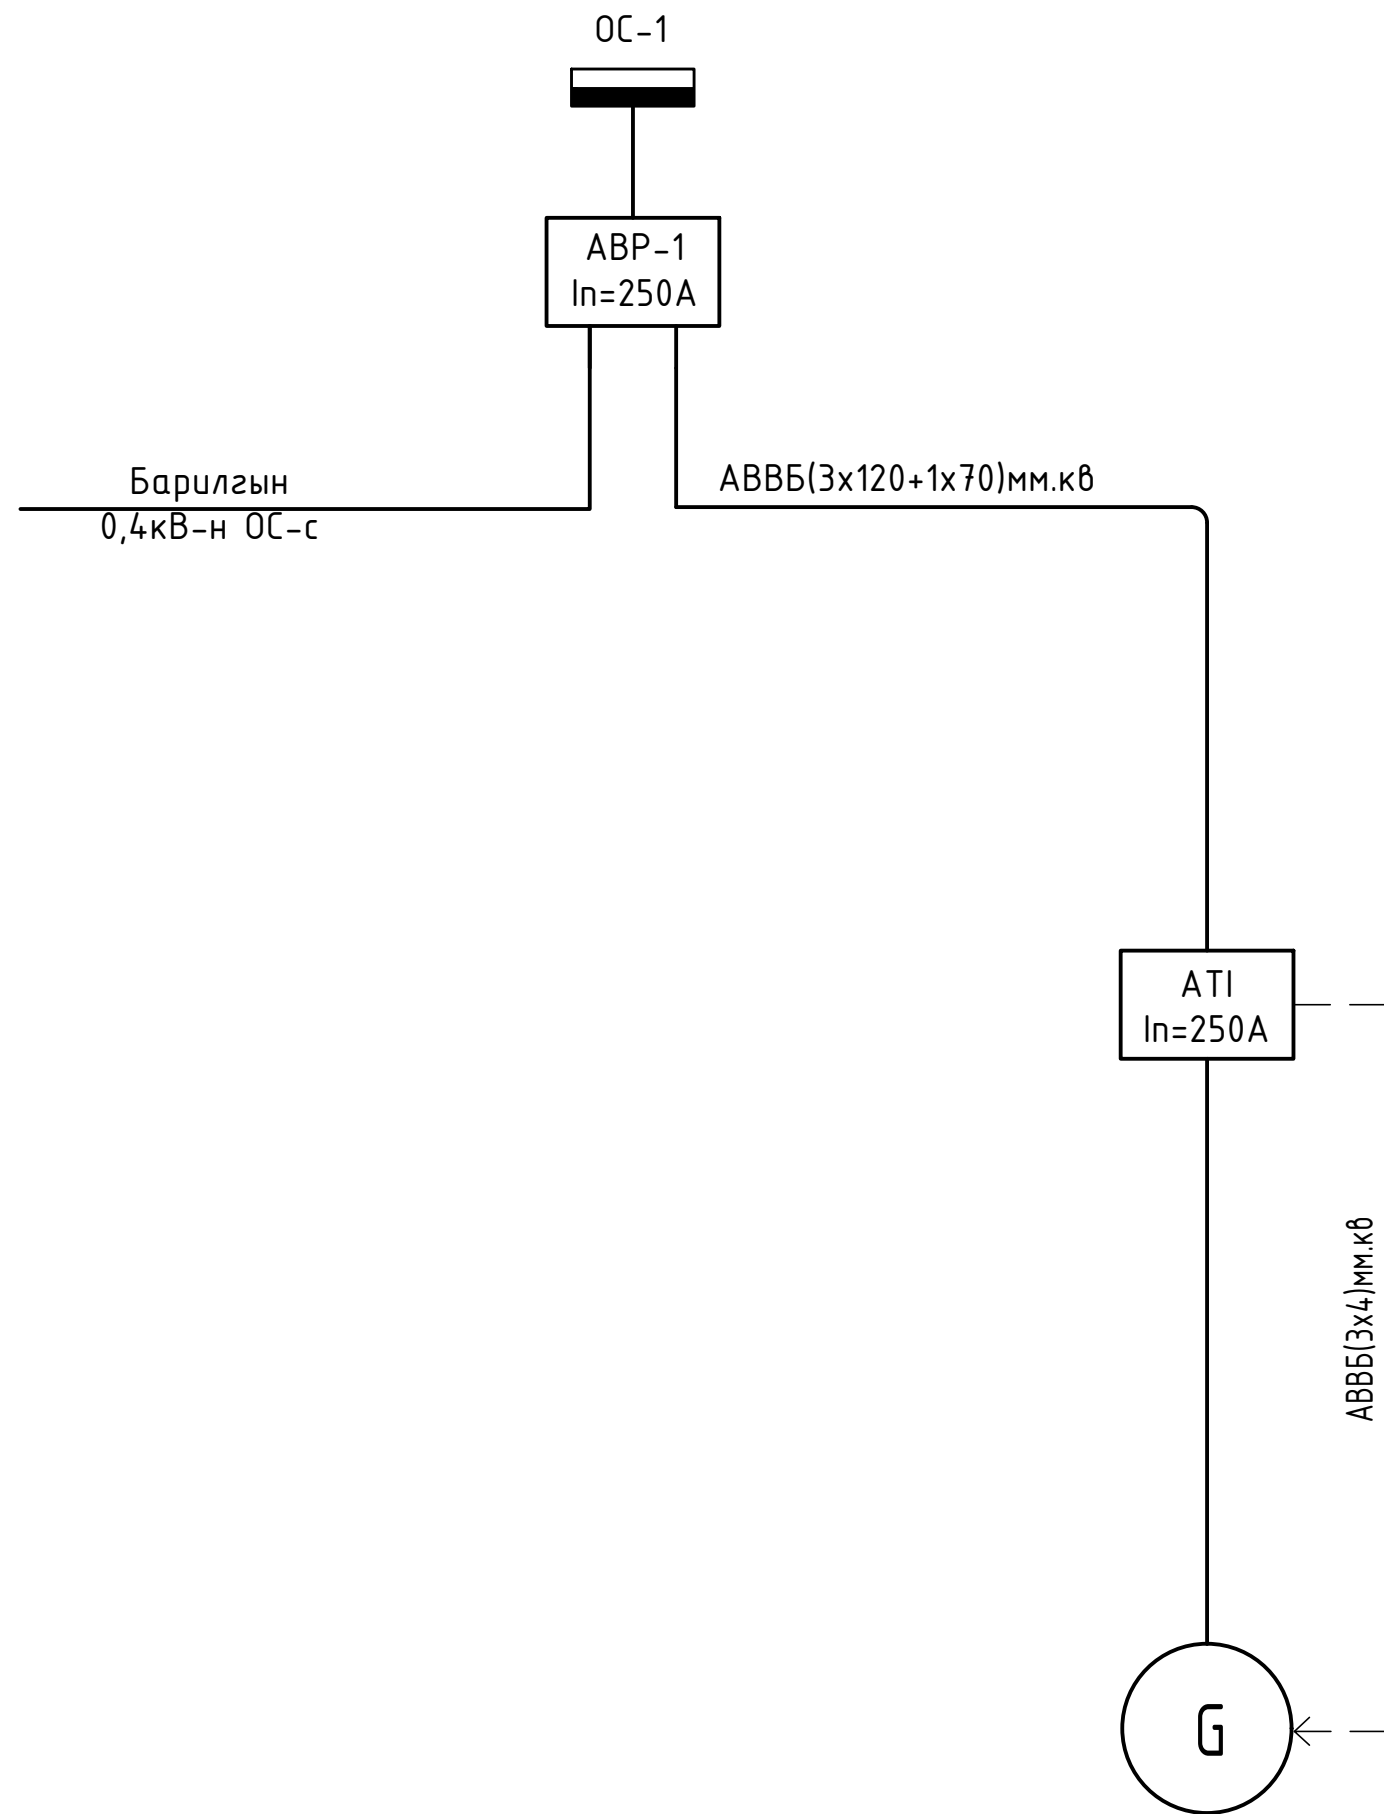 ОС-1
АВР-1
In=250А
Барилгын
0,4кВ-н ОС-с
АВВБ(3х120+1х70)мм.кв
ATI
In=250А
АВВБ(3х4)мм.кв
G